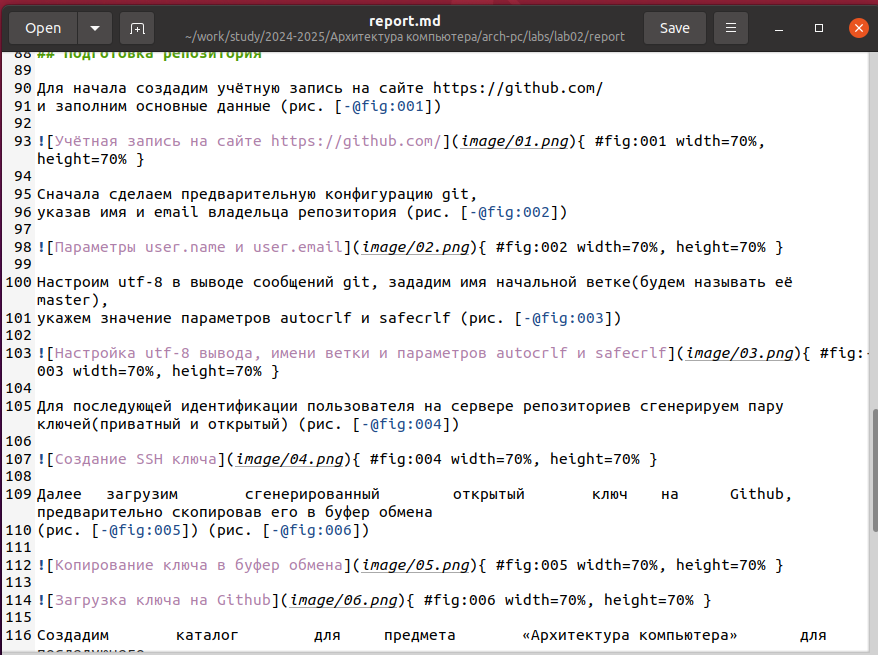 Open
report.md
~/work/study/2024-2025/Архитектура компьютера/arch-pc/labs/lab02/report
Save
88 ## Подготовка репозитория
89
90 Для начала создадим учётную запись на сайте https://github.com/
91 и заполним основные данные (рис. [-@fig:001])
92
93 ![Учётная запись на сайте https://github.com/](image/01.png){ #fig:001 width=70%,
height=70% }
94
95 Сначала сделаем предварительную конфигурацию git,
96 указав имя и email владельца репозитория (рис. [-@fig:002])
97
98 ![Параметры user.name и user.email](image/02.png){ #fig:002 width=70%, height=70% }
99
100 Настроим utf-8 в выводе сообщений git, зададим имя начальной ветке(будем называть её
master),
101 укажем значение параметров autocrlf и safecrlf (рис. [-@fig:003])
102
103 ![Настройка utf-8 вывода, имени ветки и параметров autocrlf и safecrlf](image/03.png){ #fig:-
003 width=70%, height=70% }
104
105 Для последующей идентификации пользователя на сервере репозиториев сгенерируем пару
ключей(приватный и открытый) (рис. [-@fig:004])
106
107 ![Создание SSH ключа](image/04.png){ #fig:004 width=70%, height=70% }
108
109 Далее загрузим сгенерированный открытый ключ на Github,
предварительно скопировав его в буфер обмена
110 (рис. [-@fig:005]) (рис. [-@fig:006])
111
112 ![Копирование ключа в буфер обмена](image/05.png){ #fig:005 width=70%, height=70% }
113
114 ![Загрузка ключа на Github](image/06.png){ #fig:006 width=70%, height=70% }
115
116 Создадим каталог для предмета «Архитектура компьютера» для
последующего